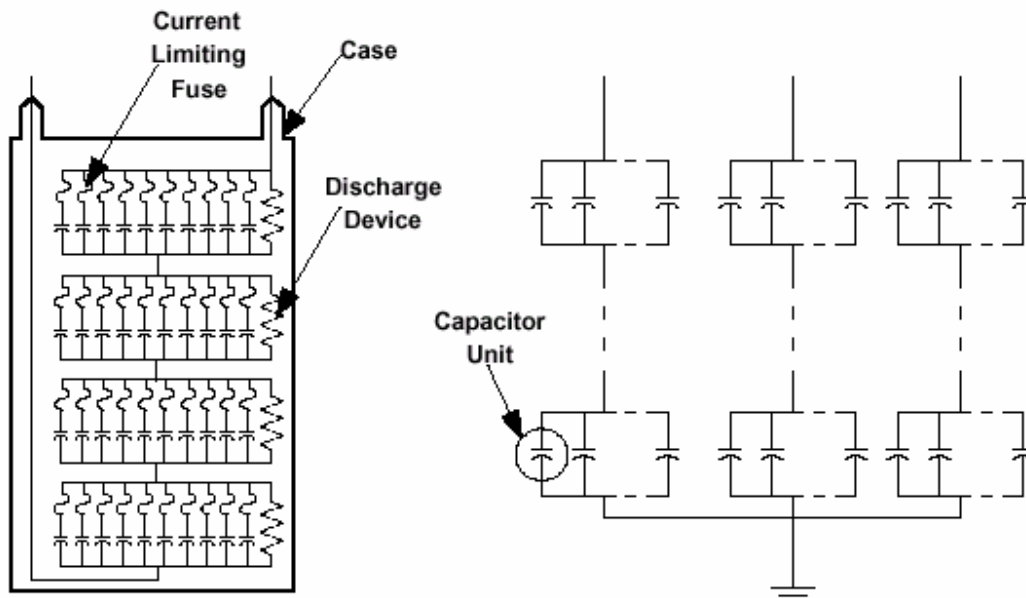 Current
Limiting
Fuse
Case
Discharge
Device
Capacitor
Unit